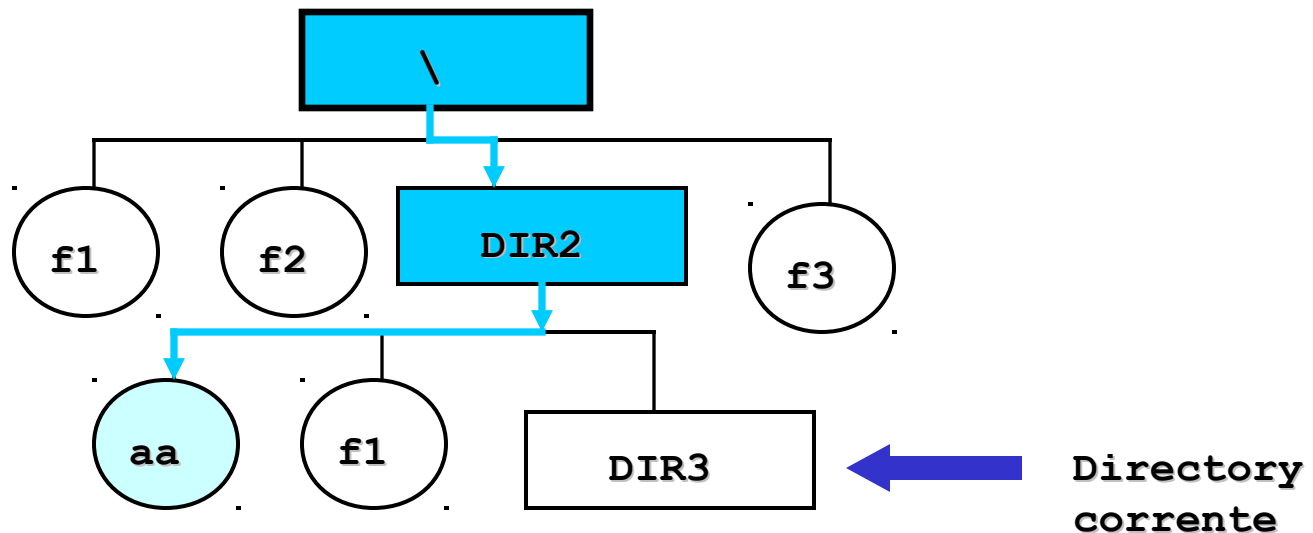 \
f1
f2
DIR2
f3
aa
f1
DIR3
Directory
corrente